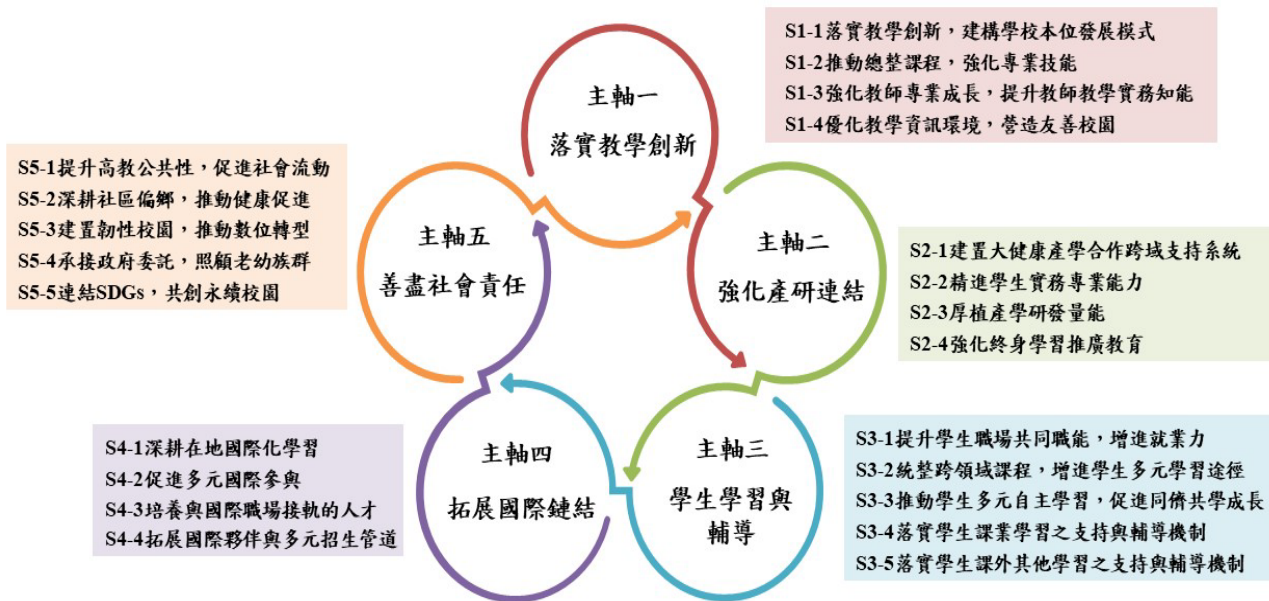 主軸一
落實教學創新
S1-1落實教學創新，建構學校本位發展模式
S1-2推動總整課程，強化專業技能
S1-3強化教師專業成長，提升教師教學實務知能
S1-4優化教學資訊環境，營造友善校園
主軸二
強化產研連結
S2-1建置大健康產學合作跨域支持系統
S2-2精進學生實務專業能力
S2-3厚植產學研發量能
S2-4強化終身學習推廣教育
主軸三
學生學習與
輔導
S3-1提升學生職場共同職能，增進就業力
S3-2統整跨領域課程，增進學生多元學習途徑
S3-3推動學生多元自主學習，促進同儕共學成長
S3-4落實學生課業學習之支持與輔導機制
S3-5落實學生課外其他學習之支持與輔導機制
主軸四
拓展國際鏈結
S4-1深耕在地國際化學習
S4-2促進多元國際參與
S4-3培養與國際職場接軌的人才
S4-4拓展國際夥伴與多元招生管道
主軸五
善盡社會責任
S5-1提升高教公共性，促進社會流動
S5-2深耕社區偏鄉，推動健康促進
S5-3建置韌性校園，推動數位轉型
S5-4承接政府委託，照顧老幼族群
S5-5連結SDGs，共創永續校園